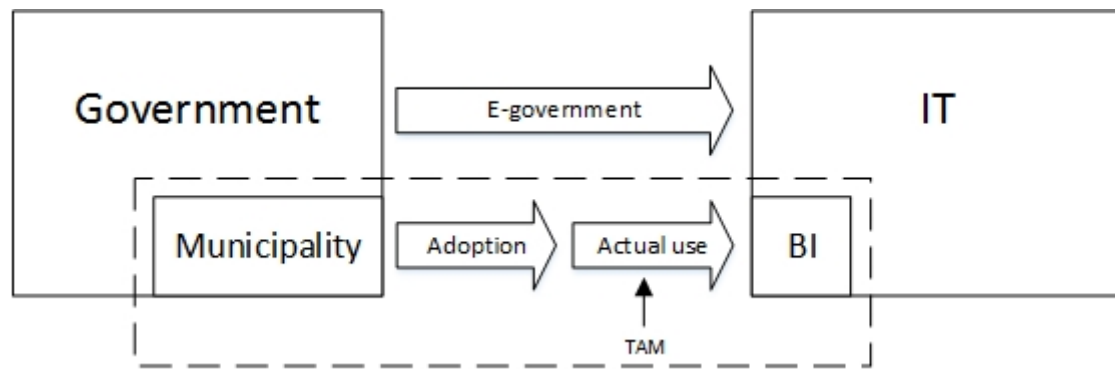 Government
E-government
IT
Municipality
Adoption
Actual use
BI
TAM